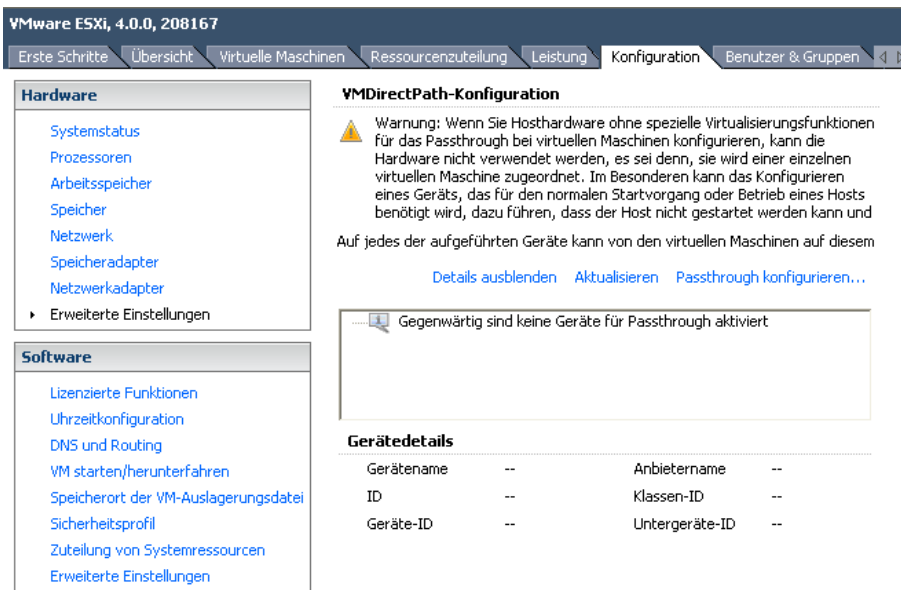 VMware ESXi, 4.0.0, 208167
Erste Schritte Übersicht Virtuelle Maschinen Ressourcenzuteilung Leistung Konfiguration Benutzer & Gruppen
Hardware
Systemstatus
Prozessoren
Arbeitsspeicher
Speicher
Netzwerk
Speicheradapter
Netzwerkadapter
Erweiterte Einstellungen
Software
Lizenzierte Funktionen
Uhrzeitkonfiguration
DNS und Routing
VM starten/herunterfahren
Speicherort der VM-Auslagerungsdatei
Sicherheitsprofil
Zuteilung von Systemressourcen
Erweiterte Einstellungen
VMDirectPath-Konfiguration
Warnung: Wenn Sie Hosthardware ohne spezielle Virtualisierungsfunktionen
für das Passthrough bei virtuellen Maschinen konfigurieren, kann die
Hardware nicht verwendet werden, es sei denn, sie wird einer einzelnen
virtuellen Maschine zugeordnet. Im Besonderen kann das Konfigurieren
eines Geräts, das für den normalen Startvorgang oder Betrieb eines Hosts
benötigt wird, dazu führen, dass der Host nicht gestartet werden kann und
Auf jedes der aufgeführten Geräte kann von den virtuellen Maschinen auf diesem
Details ausblenden Aktualisieren Passthrough konfigurieren...
Gegenwärtig sind keine Geräte für Passthrough aktiviert
Gerätedetails
Gerätename -- Anbietername --
ID -- Klassen-ID --
Geräte-ID -- Untergeräte-ID --